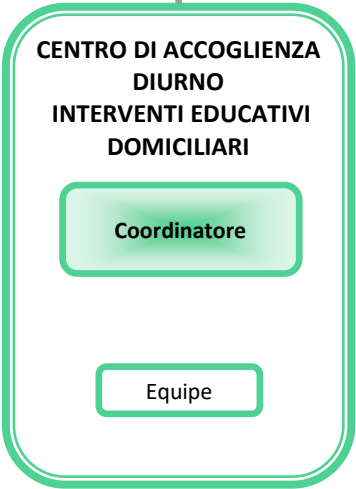 CENTRO DI ACCOGLIENZA
DIURNO
INTERVENTI EDUCATIVI
DOMICILIARI
Coordinatore
Equipe